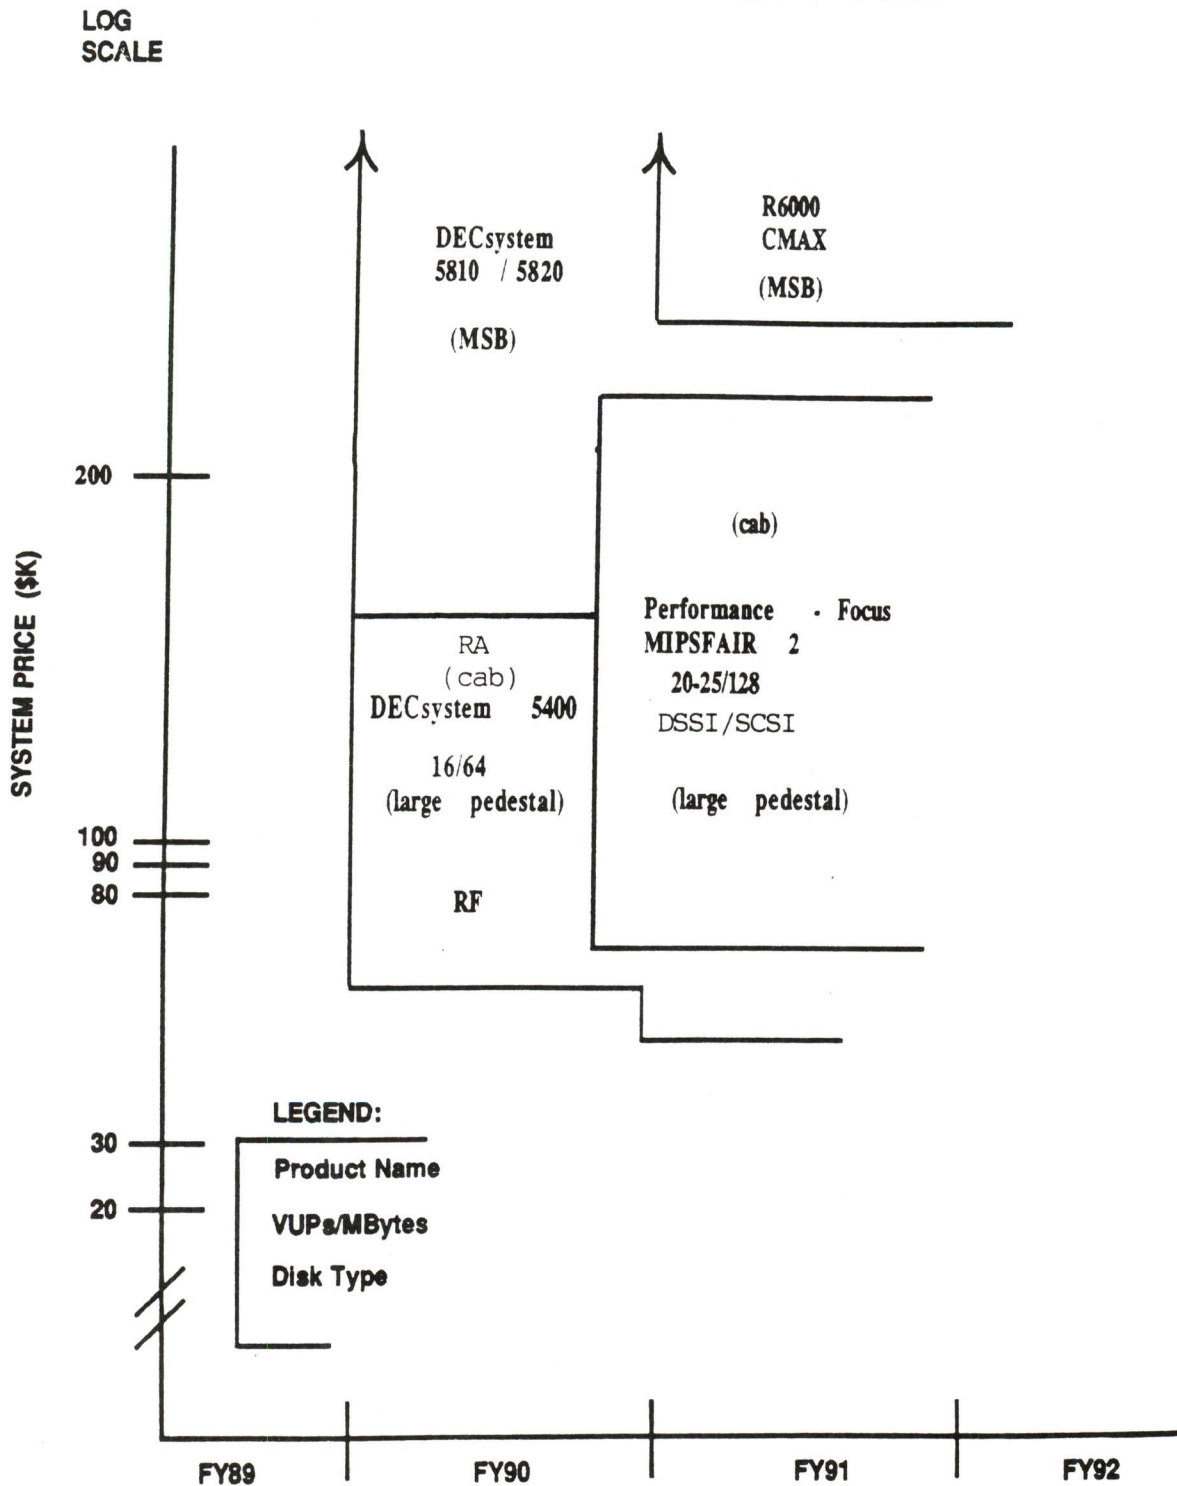 LOG
SCALE
R6000
CMAX
(MSB)
DECsystem
5810 / 5820
(MSB)
200
(cab)
SYSTEM PRICE ($K)
Performance - Focus
MIPSFAIR 2
20-25/128
DSSI/SCSI
(large pedestal)
RA
(cab)
DECsystem 5400
16/64
(large pedestal)
RF
100
90
80
30
20
LEGEND:
Product Name
VUPs/MBytes
Disk Type
FY89
FY90
FY91
FY92